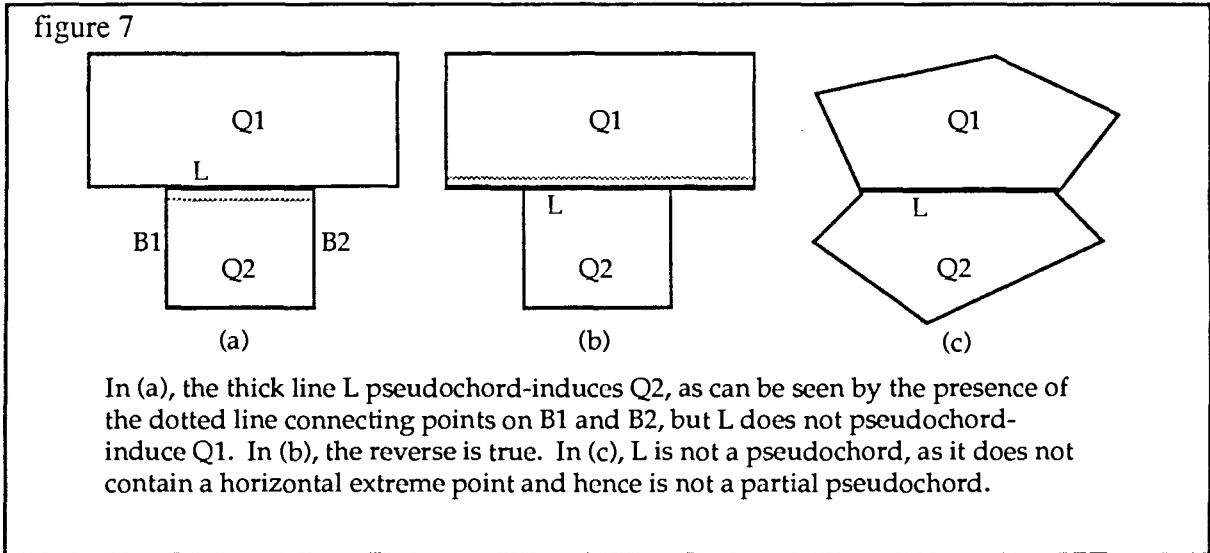 figure 7
Q1
L
B1
B2
Q2
(a)
Q1
L
Q2
(b)
Q1
L
Q2
(c)
In (a), the thick line L pseudochord-induces Q2, as can be seen by the presence of
the dotted line connecting points on B1 and B2, but L does not pseudochord-
induce Q1. In (b), the reverse is true. In (c), L is not a pseudochord, as it does not
contain a horizontal extreme point and hence is not a partial pseudochord.